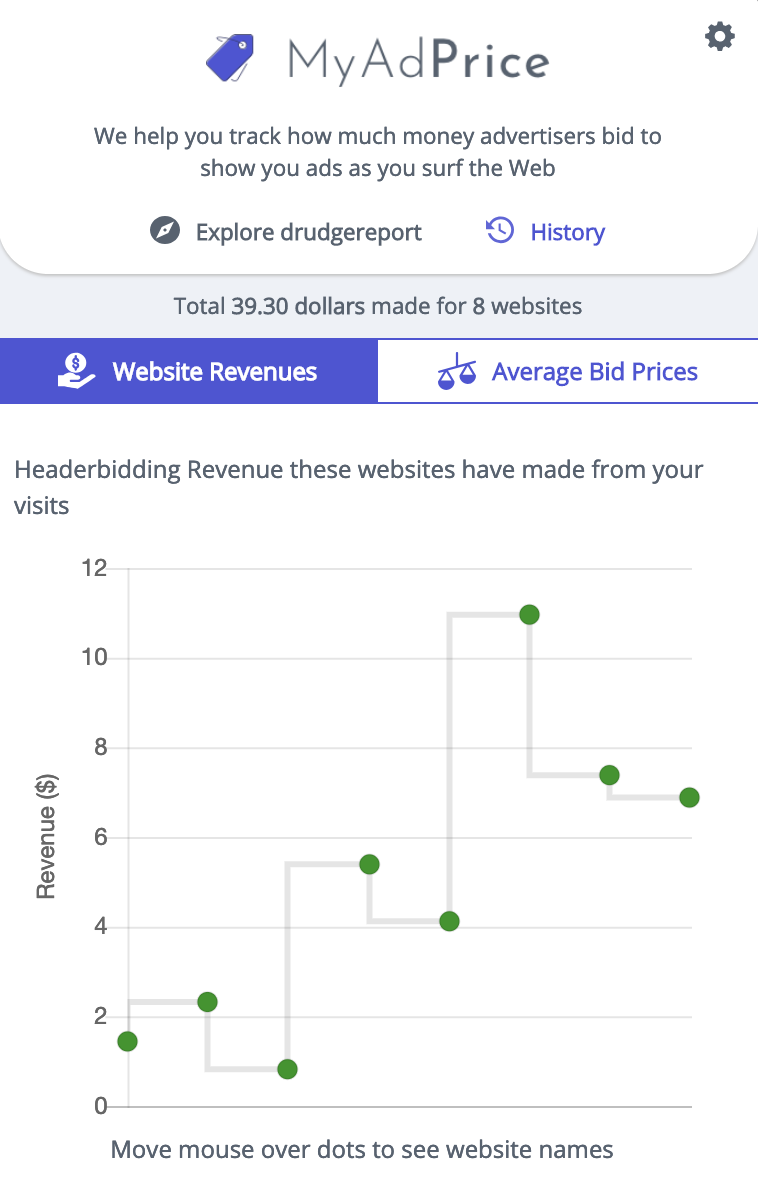 MyAdPrice
We help you track how much money advertisers bid to
show you ads as you surf the Web
Explore drudgereport
History
Total 39.30 dollars made for 8 websites
Website Revenues
Average Bid Prices
Headerbidding Revenue these websites have made from your
visits
12
10
8
6
4
2
0
Revenue ($)
Move mouse over dots to see website names